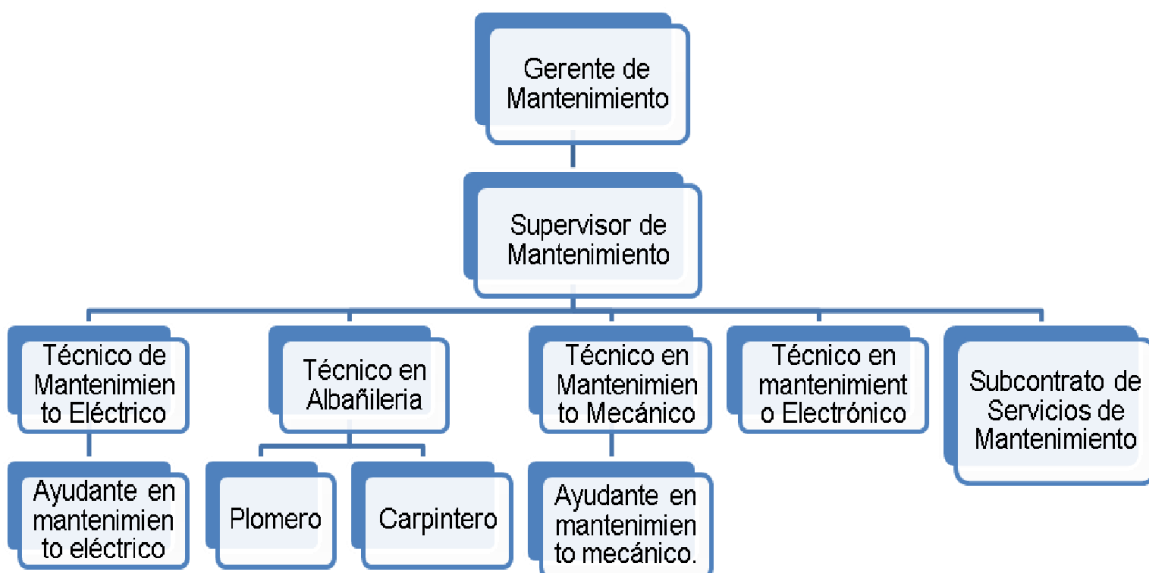 Gerente de
Mantenimiento
Supervisor de
Mantenimiento
Técnico de
Mantenimien
to Eléctrico
Técnico en
Albañileria
Técnico en
Mantenimien
to Mecánico
Técnico en
mantenimient
o Electrónico
Subcontrato de
Servicios de
Mantenimiento
Ayudante en
mantenimien
to eléctrico
Plomero
Carpintero
Ayudante en
mantenimien
to mecánico.